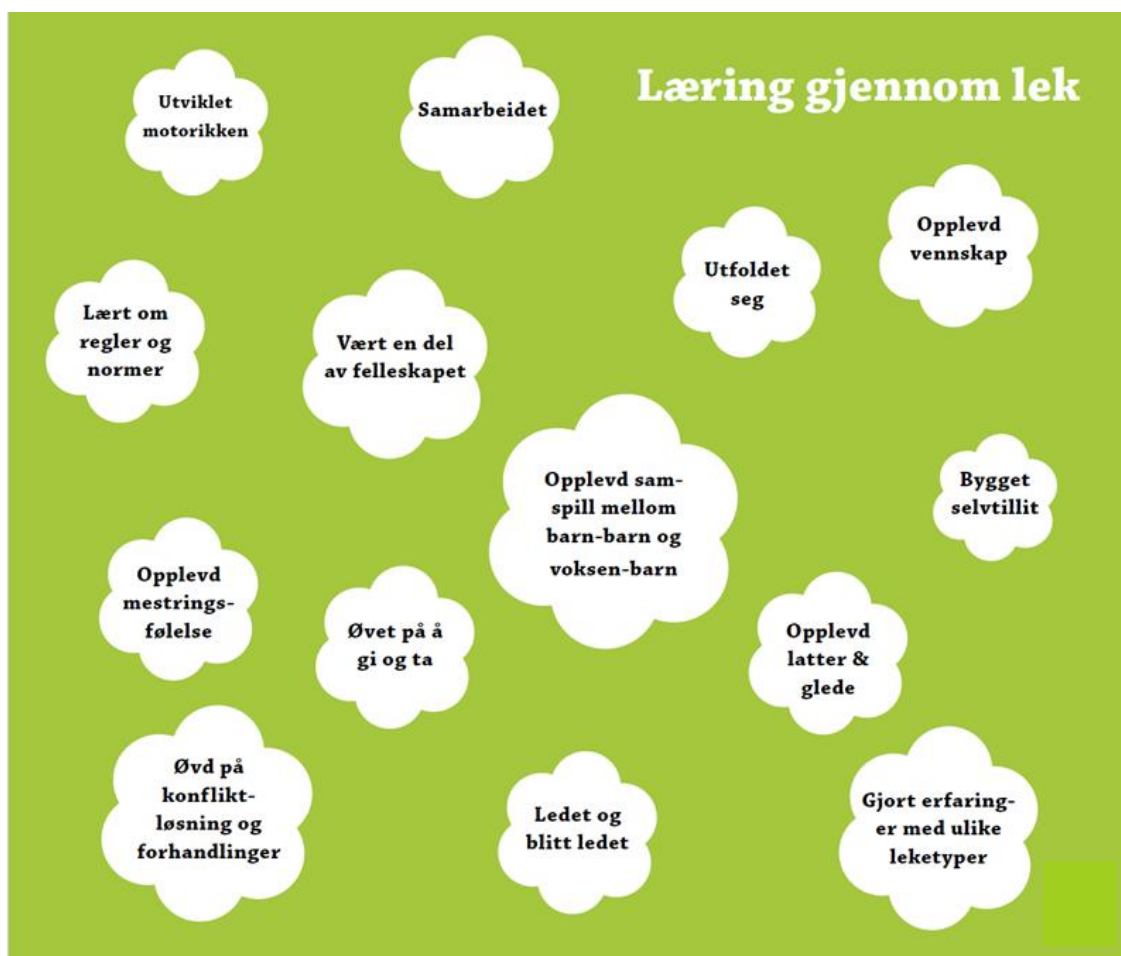 Læring gjennom lek
Utviklet
motorikken
Samarbeidet
Opplevd
vennskap
Utfoldet
seg
Lært om
regler og
normer
Vært en del
av felleskapet
Opplevd sam-
spill mellom
barn-barn og
voksen-barn
Bygget
selvtillit
Opplevd
mestrings-
følelse
Øvet på å
gi og ta
Opplevd
latter &
glede
Øvd på
konflikt-
løsning og
forhandlinger
Ledet og
blitt ledet
Gjort erfaring-
er med ulike
leketyper